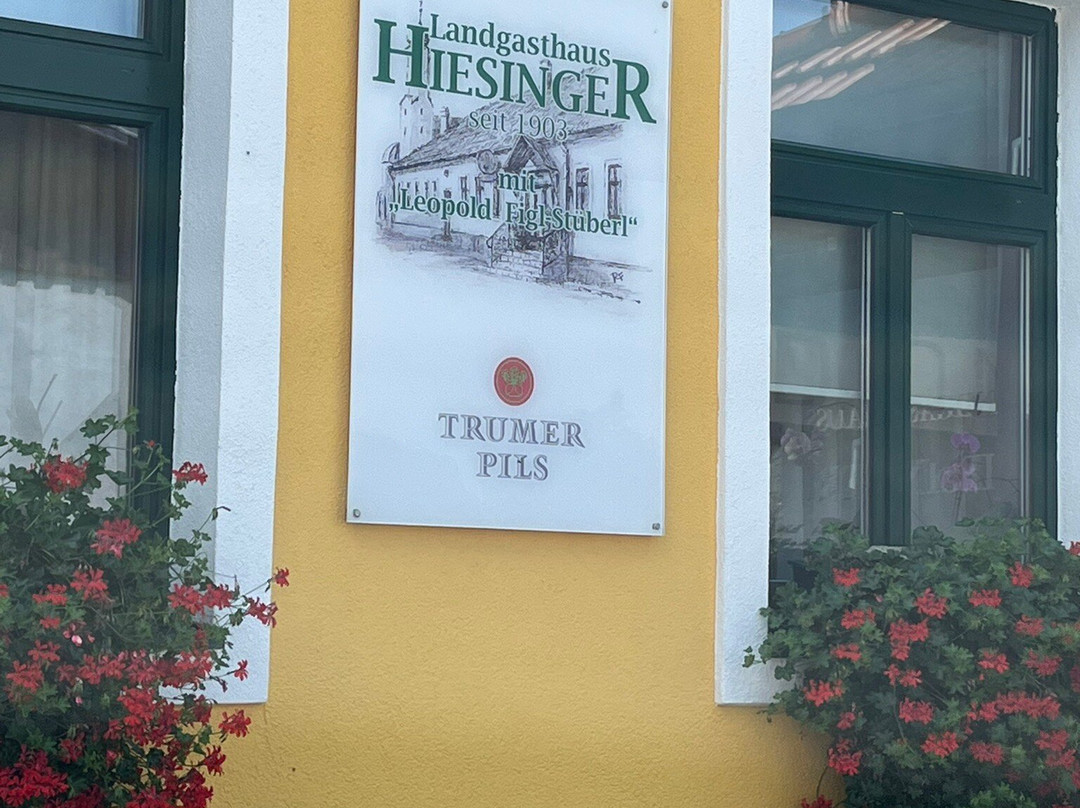 Landgasthaus
HIESINGER
seit 1903
mit
„Leopold Figl-Stüberl“
TRUMER
PILS